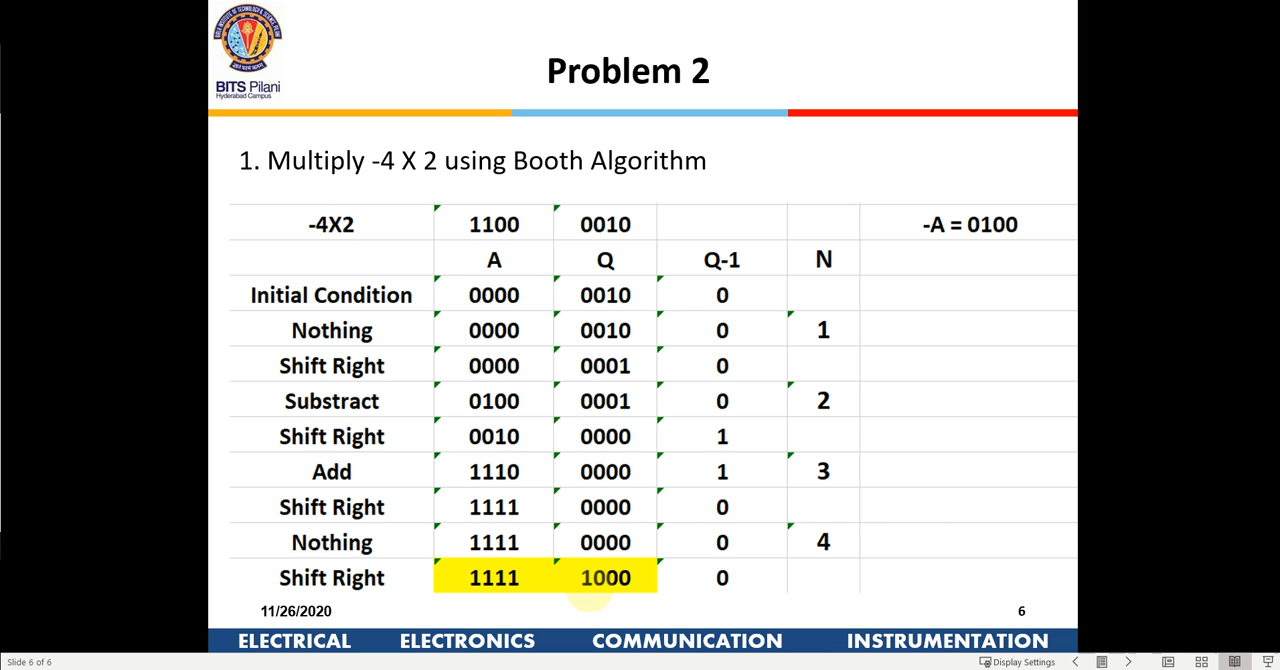 BITS Pilani
Hyderabad Campus
Problem 2
1. Multiply -4 X 2 using Booth Algorithm
-4X2 1100 0010 -A = 0100
A Q Q-1 N
Initial Condition 0000 0010 0
Nothing 0000 0010 0 1
Shift Right 0000 0001 0
Substract 0100 0001 0 2
Shift Right 0010 0000 1
Add 1110 0000 1 3
Shift Right 1111 0000 0
Nothing 1111 0000 0 4
Shift Right 1111 1000 0
11/26/2020 6
ELECTRICAL ELECTRONICS COMMUNICATION INSTRUMENTATION
Slide 6 of 6 Display Settings